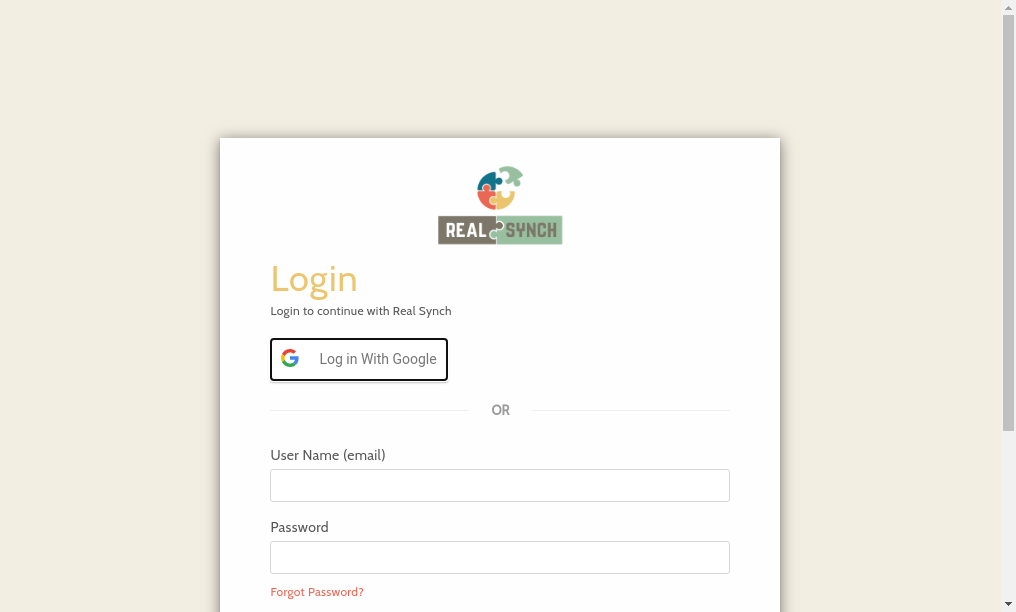 REAL SYNCH
Login
Login to continue with Real Synch
Log in With Google
OR
User Name (email)
Password
Forgot Password?